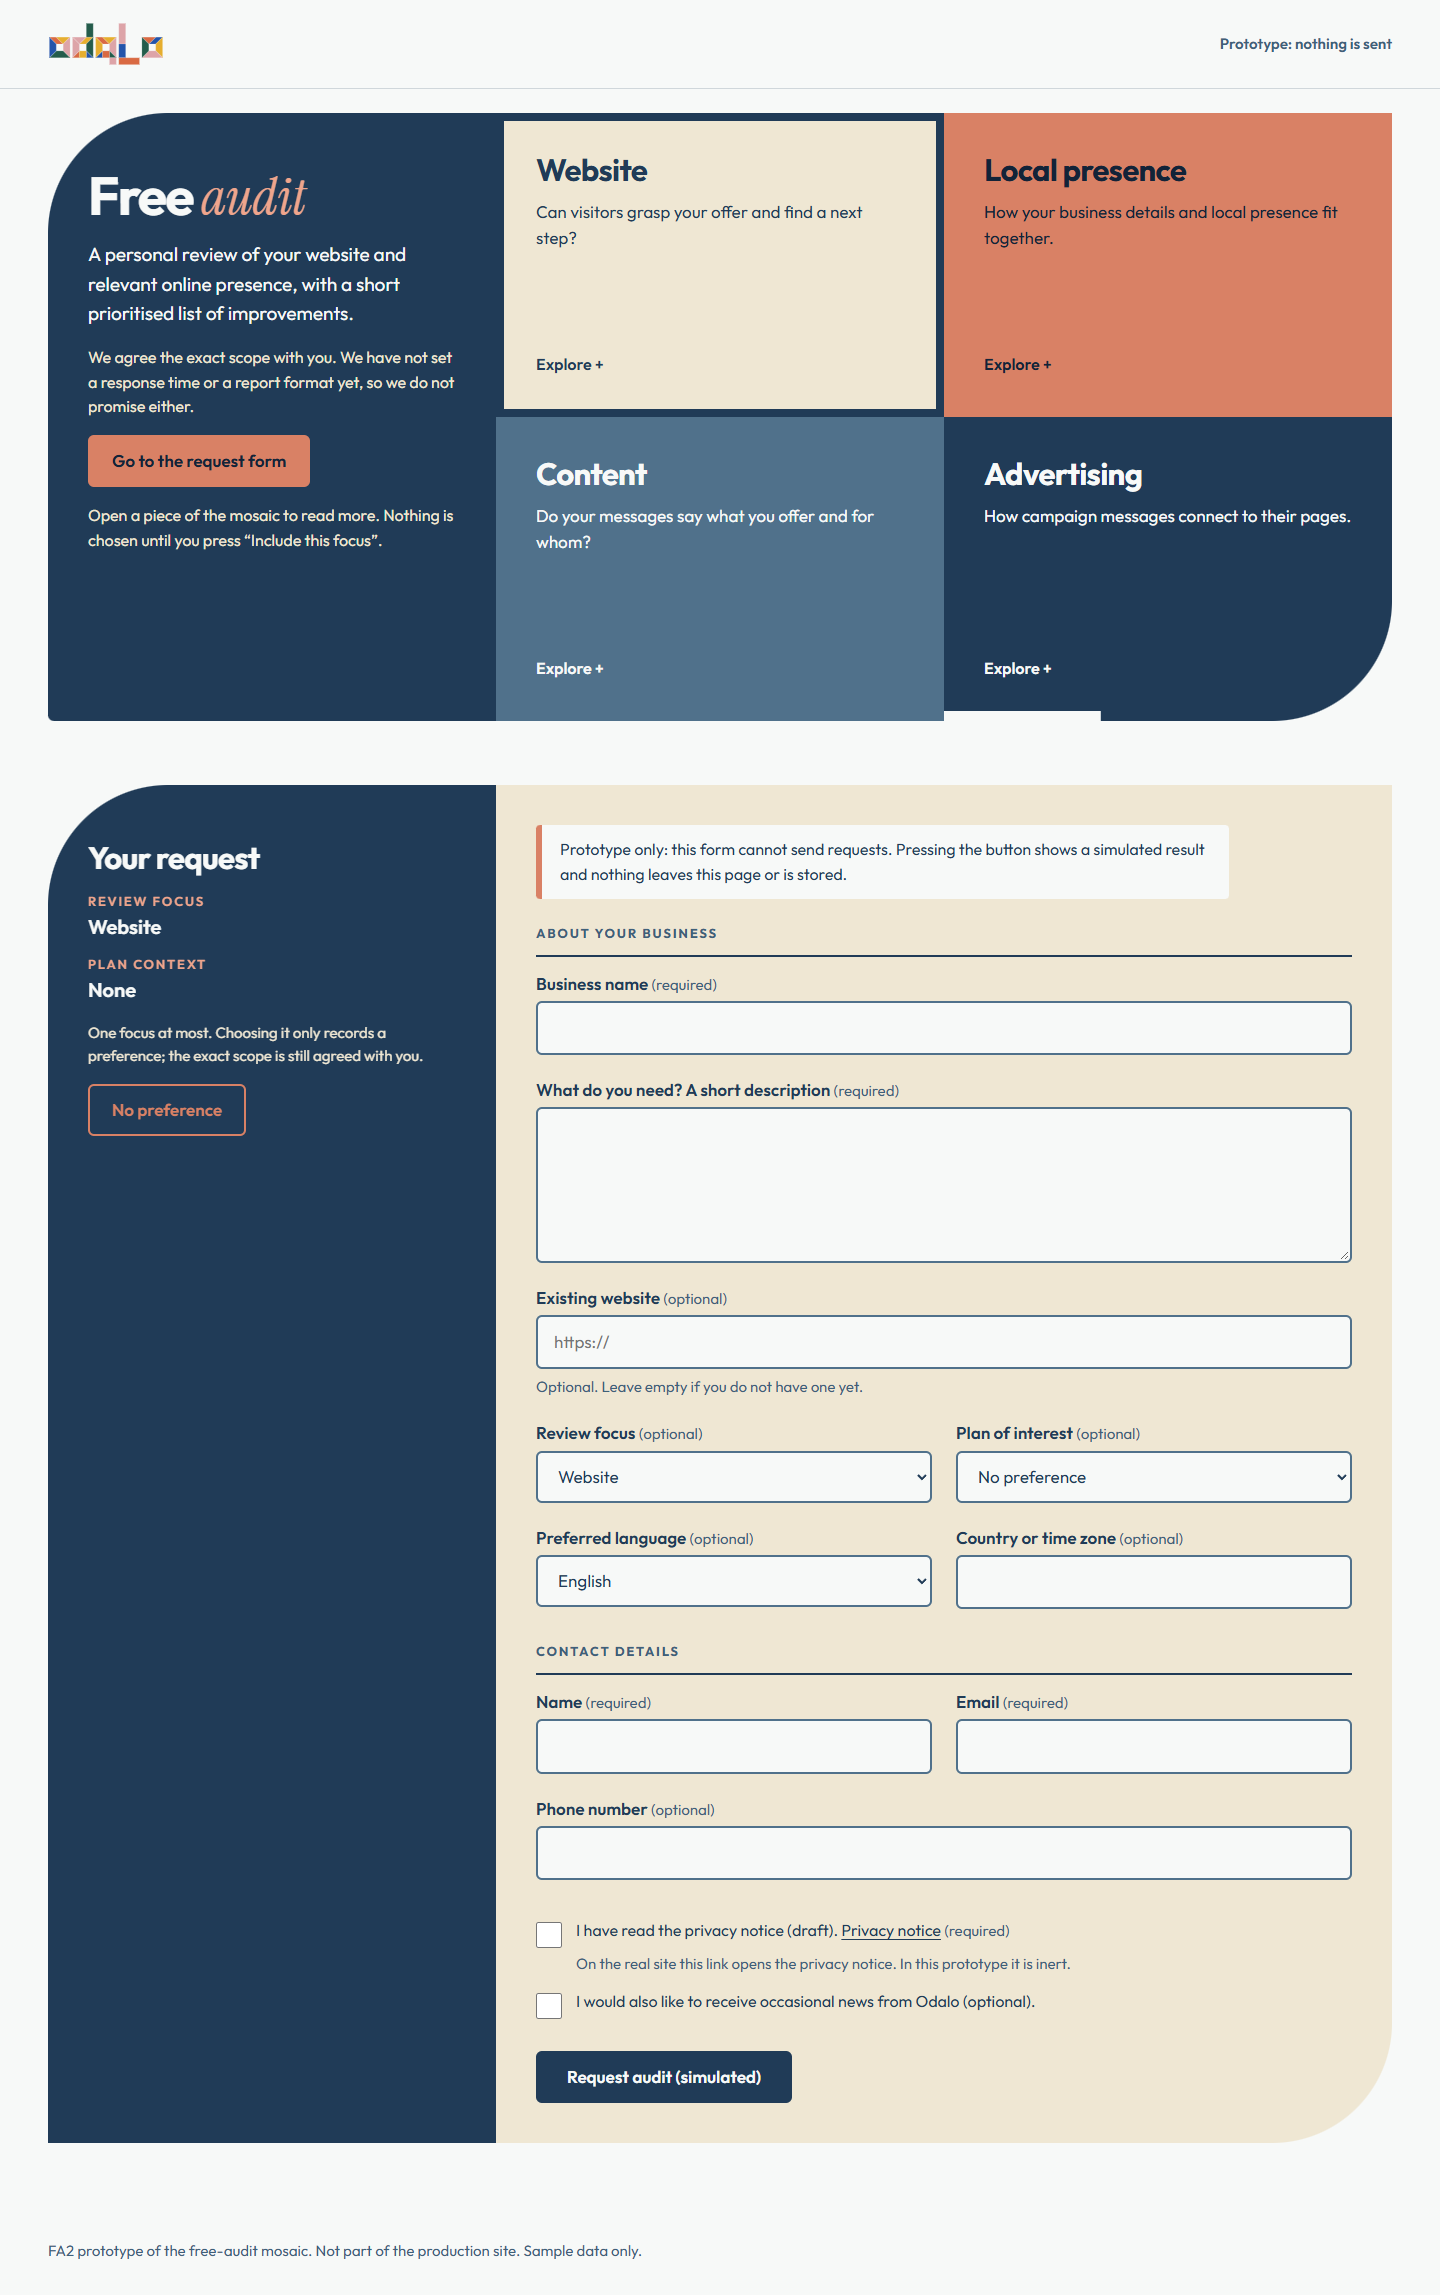 odalo
Prototype: nothing is sent
Free audit
A personal review of your website and
relevant online presence, with a short
prioritised list of improvements.
We agree the exact scope with you. We have not set
a response time or a report format yet, so we do not
promise either.
Go to the request form
Open a piece of the mosaic to read more. Nothing is
chosen until you press “Include this focus”.
Website
Can visitors grasp your offer and find a next
step?
Explore +
Local presence
How your business details and local presence fit
together.
Explore +
Content
Do your messages say what you offer and for
whom?
Explore +
Advertising
How campaign messages connect to their pages.
Explore +
Your request
REVIEW FOCUS
Website
PLAN CONTEXT
None
One focus at most. Choosing it only records a
preference; the exact scope is still agreed with you.
No preference
Prototype only: this form cannot send requests. Pressing the button shows a simulated result
and nothing leaves this page or is stored.
ABOUT YOUR BUSINESS
Business name (required)
What do you need? A short description (required)
Existing website (optional)
https://
Optional. Leave empty if you do not have one yet.
Review focus (optional)
Website
Plan of interest (optional)
No preference
Preferred language (optional)
English
Country or time zone (optional)
CONTACT DETAILS
Name (required)
Email (required)
Phone number (optional)
I have read the privacy notice (draft). Privacy notice (required)
On the real site this link opens the privacy notice. In this prototype it is inert.
I would also like to receive occasional news from Odalo (optional).
Request audit (simulated)
FA2 prototype of the free-audit mosaic. Not part of the production site. Sample data only.